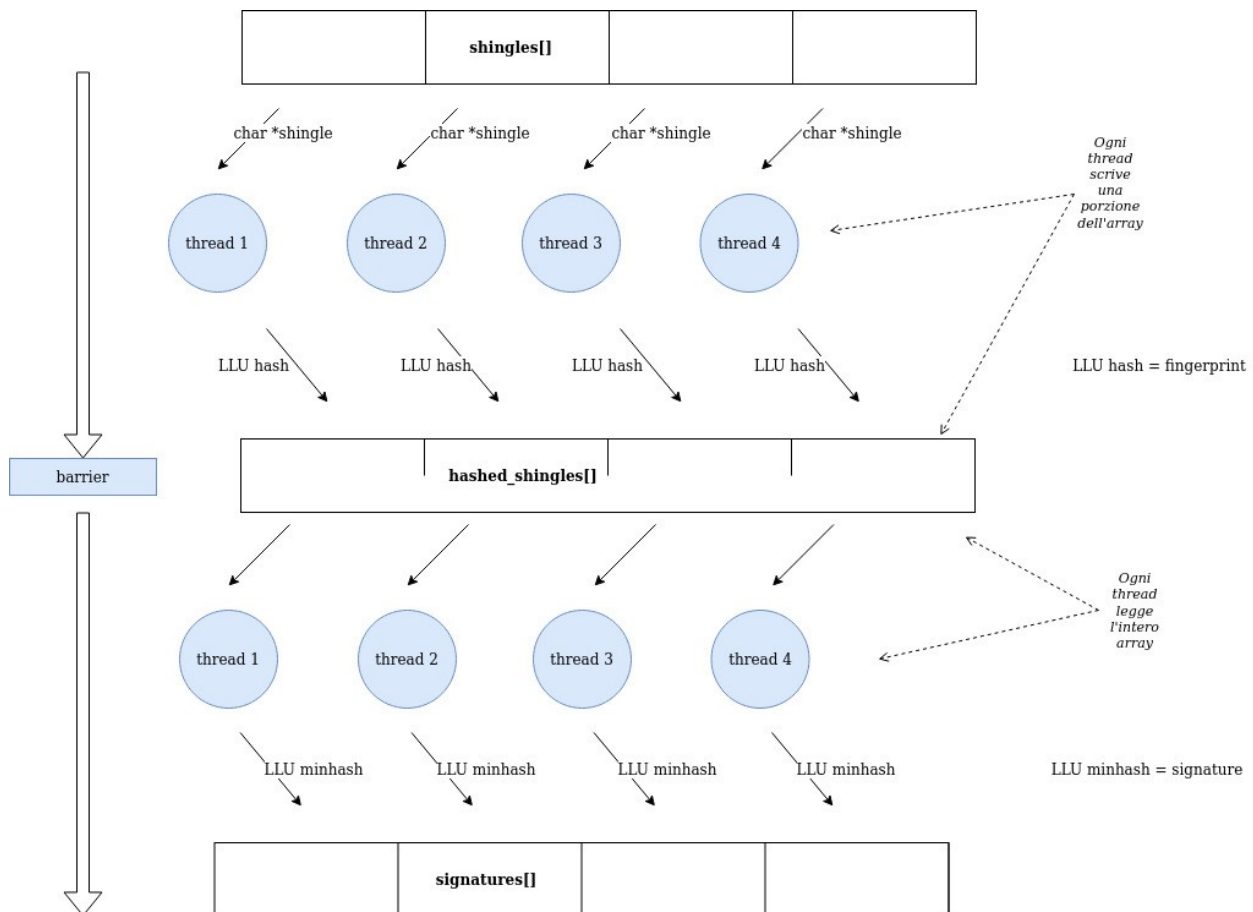 shingles[]
char *shingle
char *shingle
char *shingle
char *shingle
Ogni
thread
scrive
una
porzione
dell'array
thread 1
thread 2
thread 3
thread 4
LLU hash
LLU hash
LLU hash
LLU hash
LLU hash = fingerprint
barrier
hashed_shingles[]
Ogni
thread
legge
l'intero
array
thread 1
thread 2
thread 3
thread 4
LLU minhash
LLU minhash
LLU minhash
LLU minhash
LLU minhash = signature
signatures[]